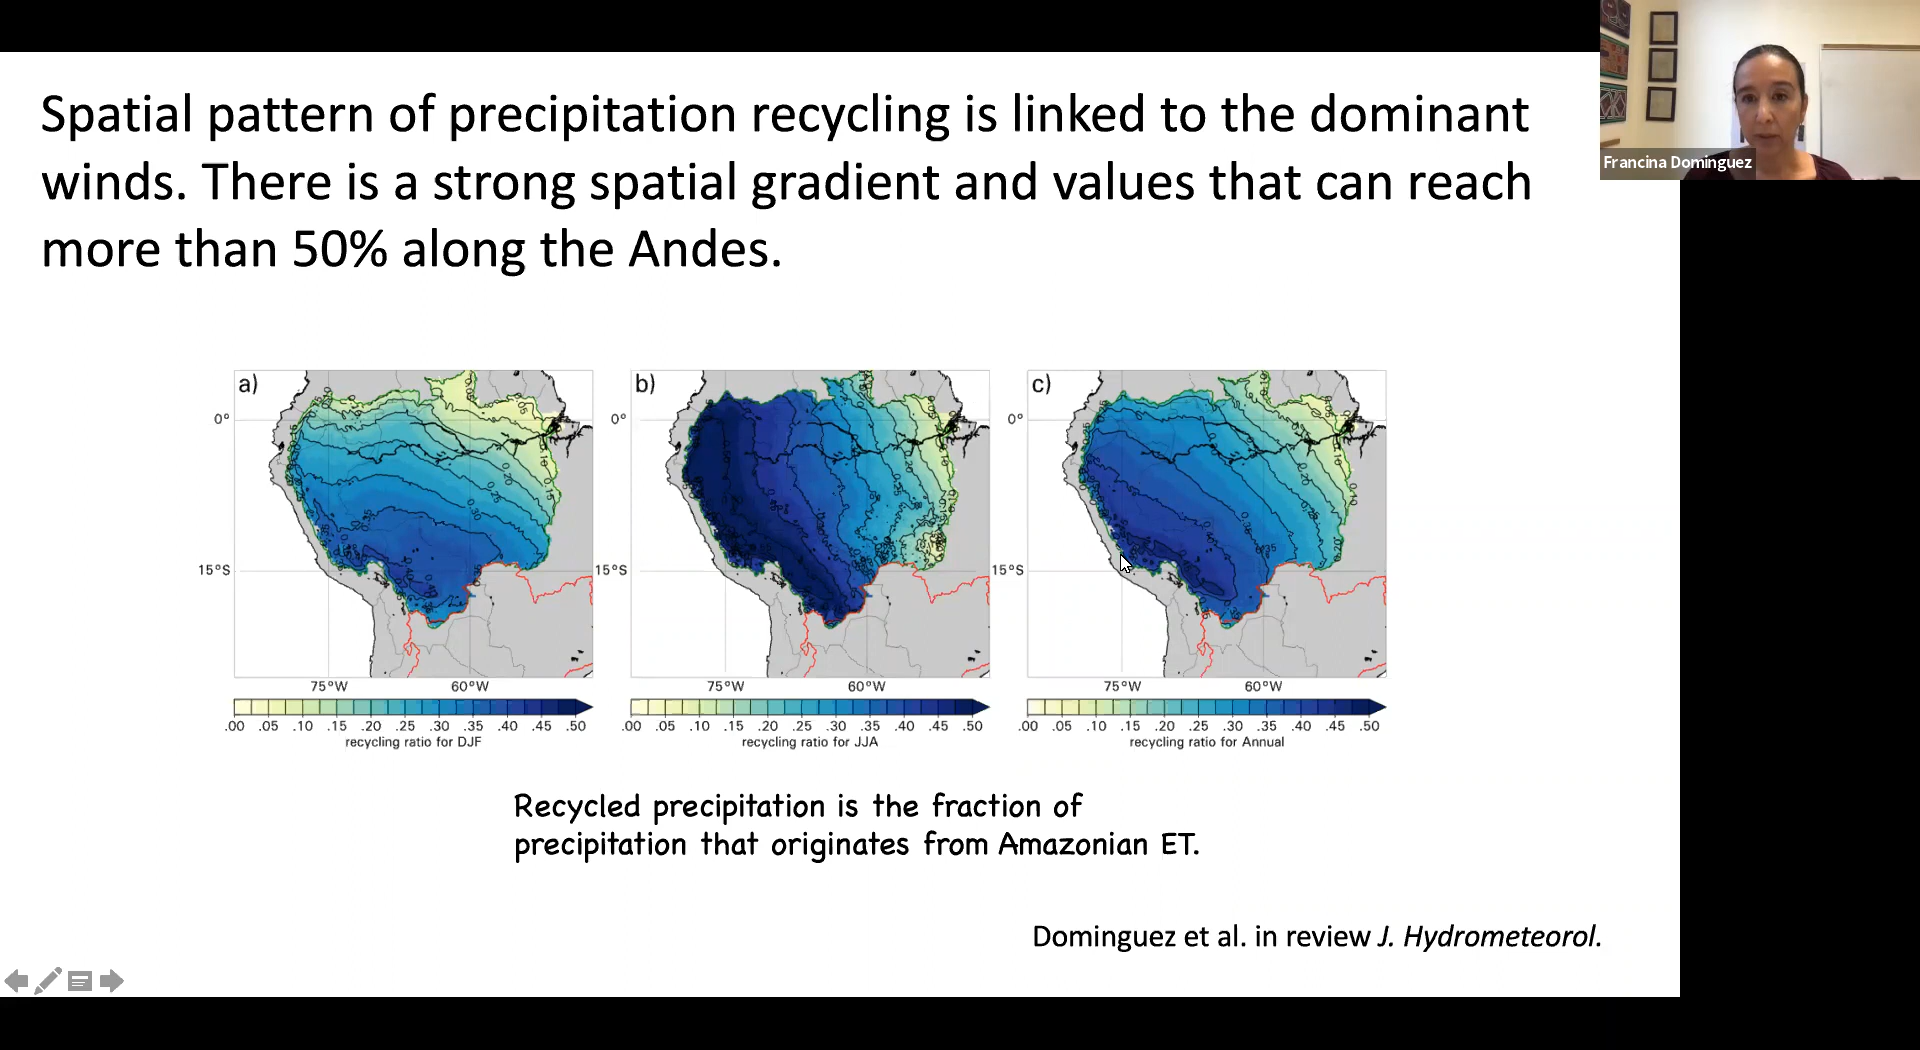 Spatial pattern of precipitation recycling is linked to the dominant
winds. There is a strong spatial gradient and values that can reach
more than 50% along the Andes.
Francina Dominguez
a)
b)
c)
0°
0°
0°
15°S
15°S
15°S
75°W 60°W
75°W 60°W
75°W 60°W
.00 .05 .10 .15 .20 .25 .30 .35 .40 .45 .50
recycling ratio for DJF
.00 .05 .10 .15 .20 .25 .30 .35 .40 .45 .50
recycling ratio for JJA
.00 .05 .10 .15 .20 .25 .30 .35 .40 .45 .50
recycling ratio for Annual
Recycled precipitation is the fraction of
precipitation that originates from Amazonian ET.
Dominguez et al. in review J. Hydrometeorol.